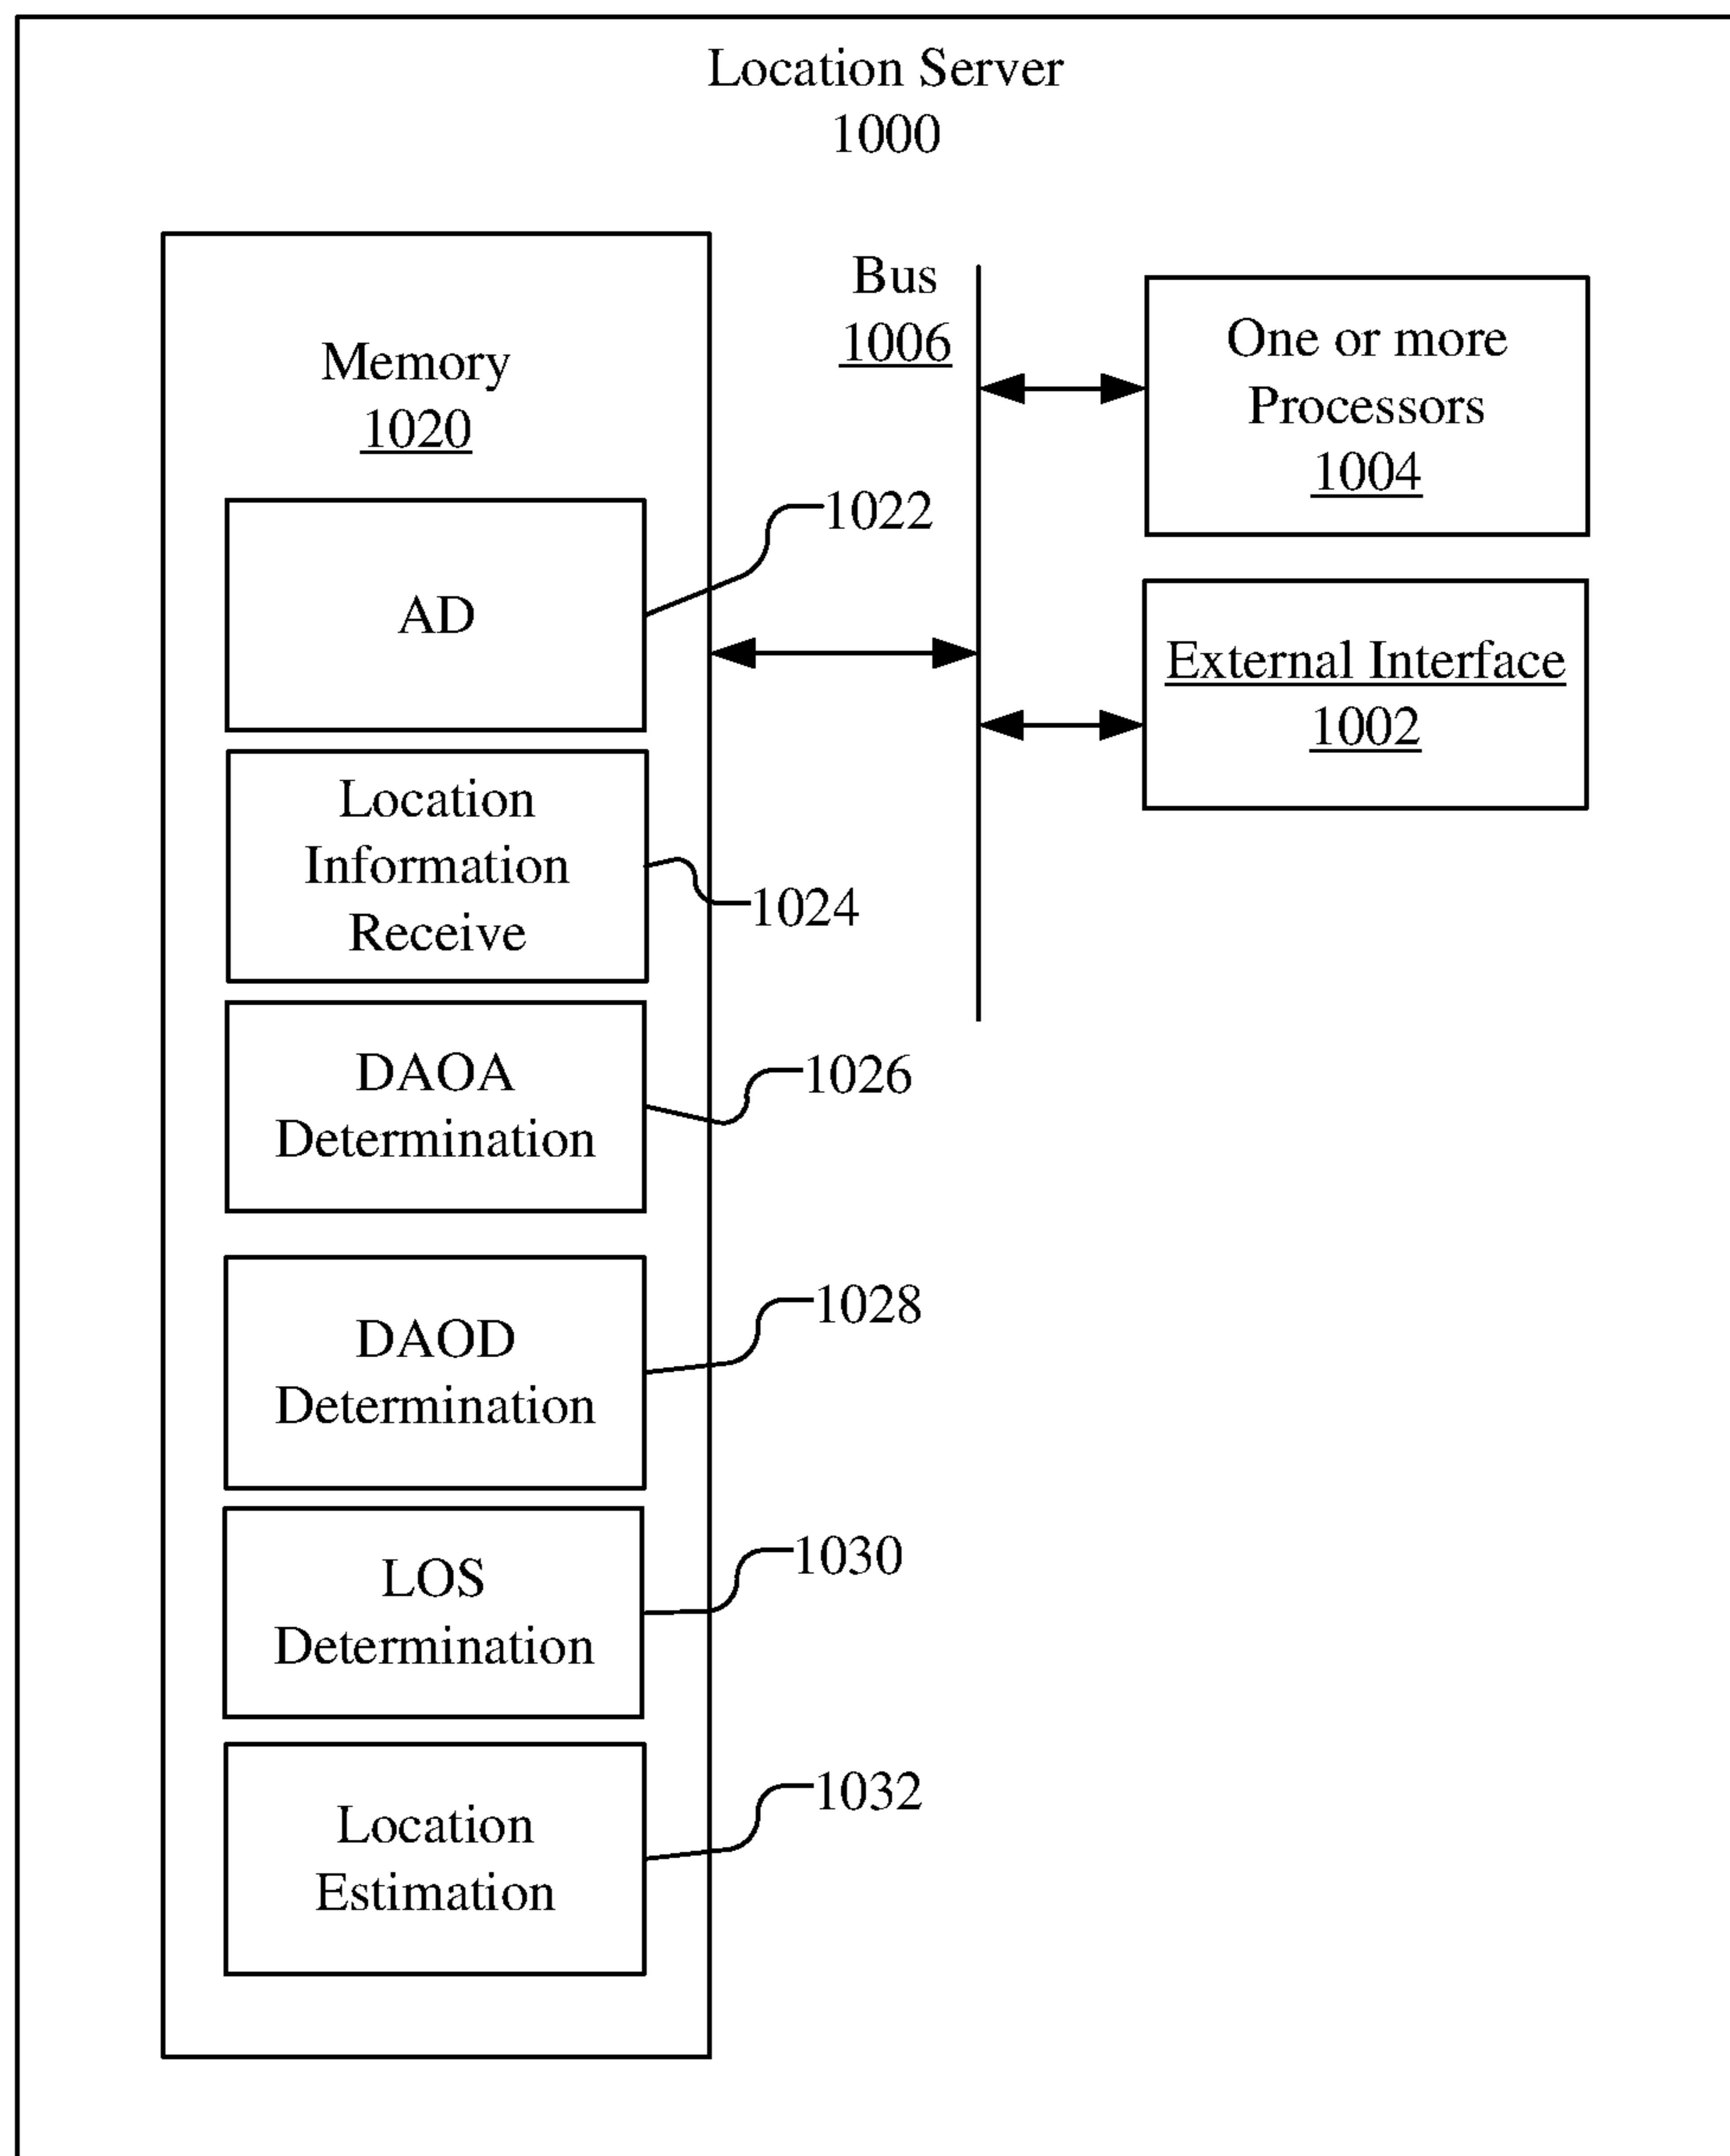 Location Server
1000
Memory
1020
Bus
1006
One or more
Processors
1004
External Interface
1002
AD
1022
Location
Information
Receive
1024
DAOA
Determination
1026
DAOD
Determination
1028
LOS
Determination
1030
Location
Estimation
1032